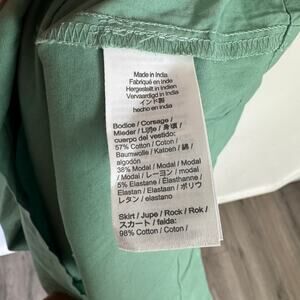 Made in India
Fabriqué en Inde
Hergestellt in Indien
Vervaardigd in India
インド製
hecho en India
Bodice / Corsage /
Mieder / Lijfje / 身頃 /
cuerpo del vestido:
57% Cotton / Coton /
Baumwolle / Katoen / 綿 /
algodon
38% Modal / Modal / Modal
/ Modal / レーヨン / modal
5% Elastane / Élasthanne /
Elastan / Elastaan / ポリウ
レタン / elastano
Skirt / Jupe / Rock / Rok /
スカート / falda:
98% Cotton / Coton /